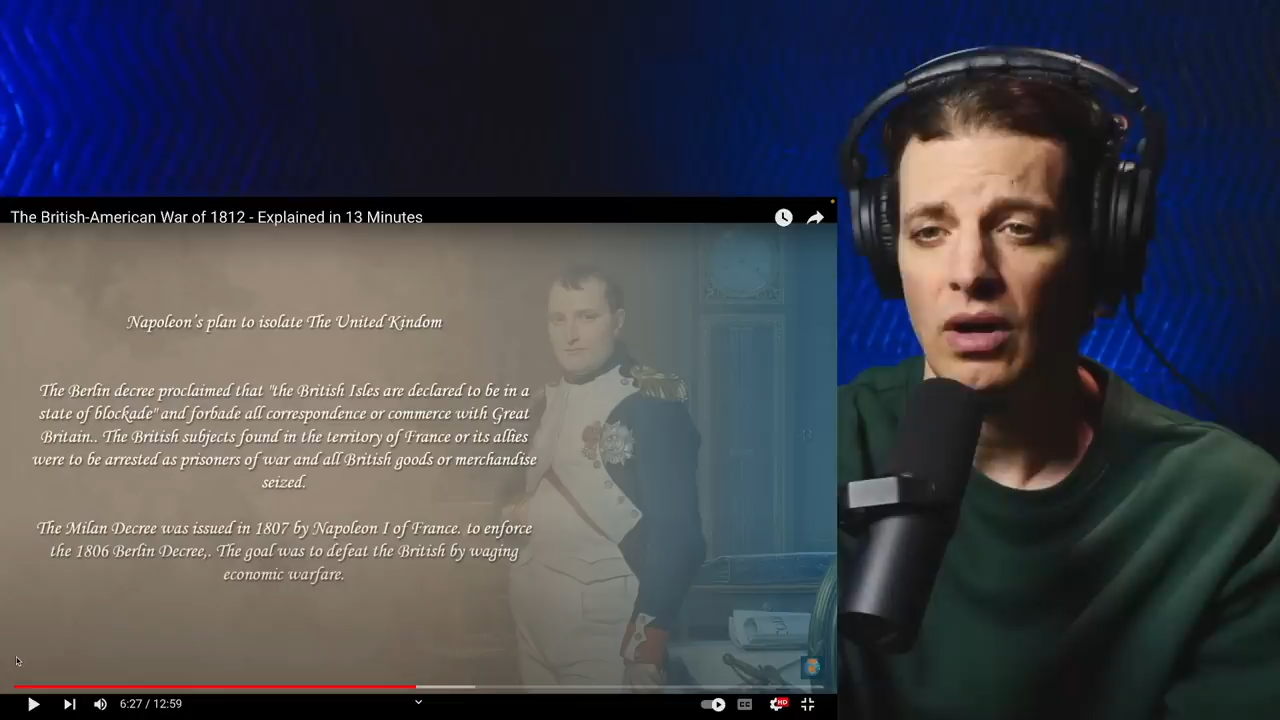 The British-American War of 1812 - Explained in 13 Minutes
Napoleon's plan to isolate The United Kindom
The Berlin decree proclaimed that "the British Isles are declared to be in a
state of blockade" and forbade all correspondence or commerce with Great
Britain.. The British subjects found in the territory of France or its allies
were to be arrested as prisoners of war and all British goods or merchandise
seized.
The Milan Decree was issued in 1807 by Napoleon I of France. to enforce
the 1806 Berlin Decree,. The goal was to defeat the British by waging
economic warfare.
6:27 / 12:59
CC
HD